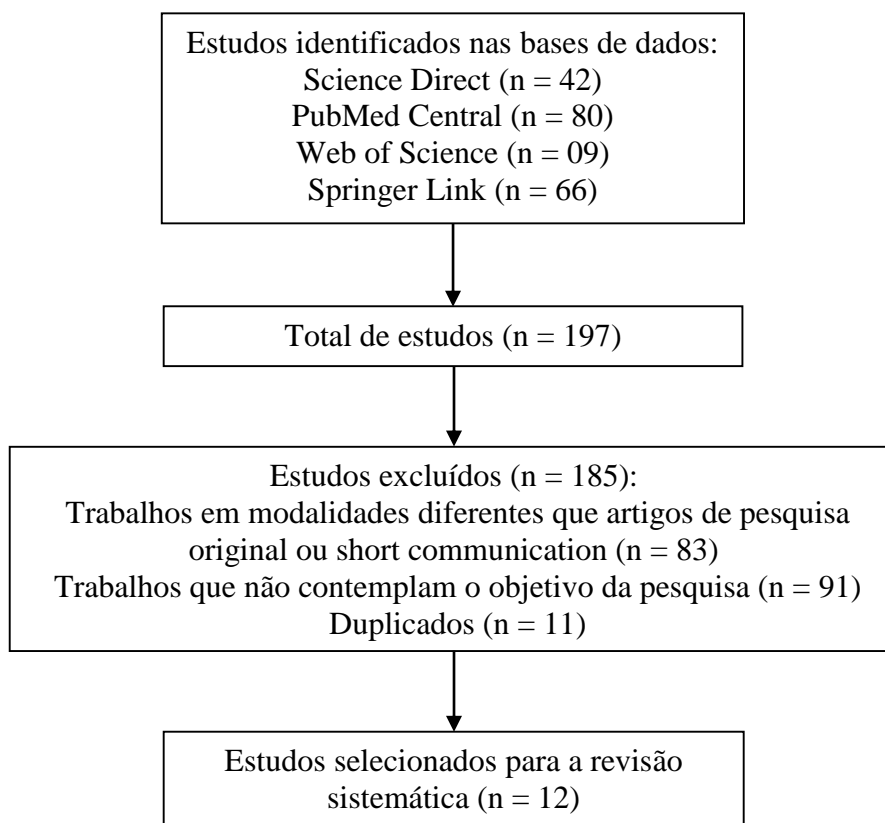 Estudos identificados nas bases de dados:
Science Direct (n = 42)
PubMed Central (n = 80)
Web of Science (n = 09)
Springer Link (n = 66)
Total de estudos (n = 197)
Estudos excluídos (n = 185):
Trabalhos em modalidades diferentes que artigos de pesquisa
original ou short communication (n = 83)
Trabalhos que não contemplam o objetivo da pesquisa (n = 91)
Duplicados (n = 11)
Estudos selecionados para a revisão
sistemática (n = 12)